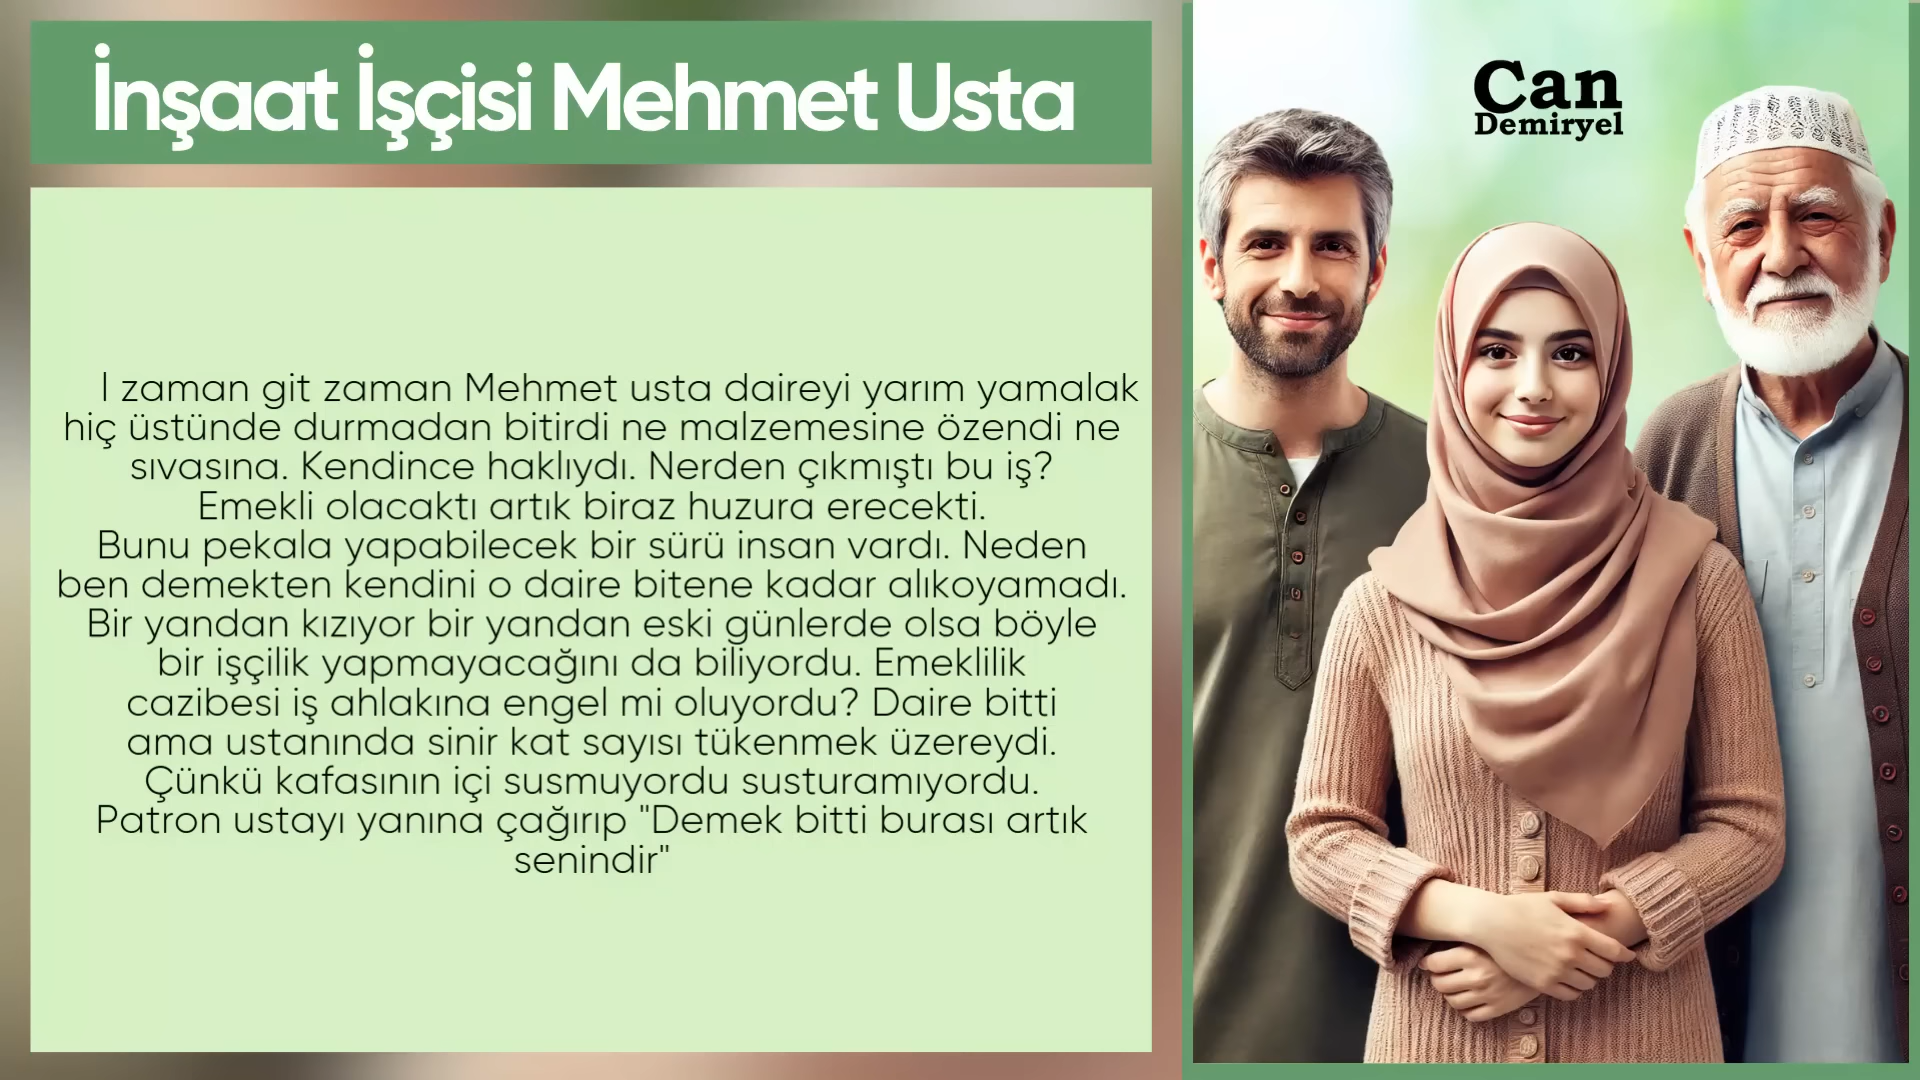 İnşaat İşçisi Mehmet Usta
l zaman git zaman Mehmet usta daireyi yarım yamalak
hiç üstünde durmadan bitirdi ne malzemesine özendi ne
sıvasına. Kendince haklıydı. Nerden çıkmıştı bu iş?
Emekli olacaktı artık biraz huzura erecekti.
Bunu pekala yapabilecek bir sürü insan vardı. Neden
ben demekten kendini o daire bitene kadar alıkoyamadı.
Bir yandan kızıyor bir yandan eski günlerde olsa böyle
bir işçilik yapmayacağını da biliyordu. Emeklilik
cazibesi iş ahlakına engel mi oluyordu? Daire bitti
ama ustanında sinir kat sayısı tükenmek üzereydi.
Çünkü kafasının içi susmuyordu susturamıyordu.
Patron ustayı yanına çağırıp "Demek bitti burası artık
senindir"
Can
Demiryel